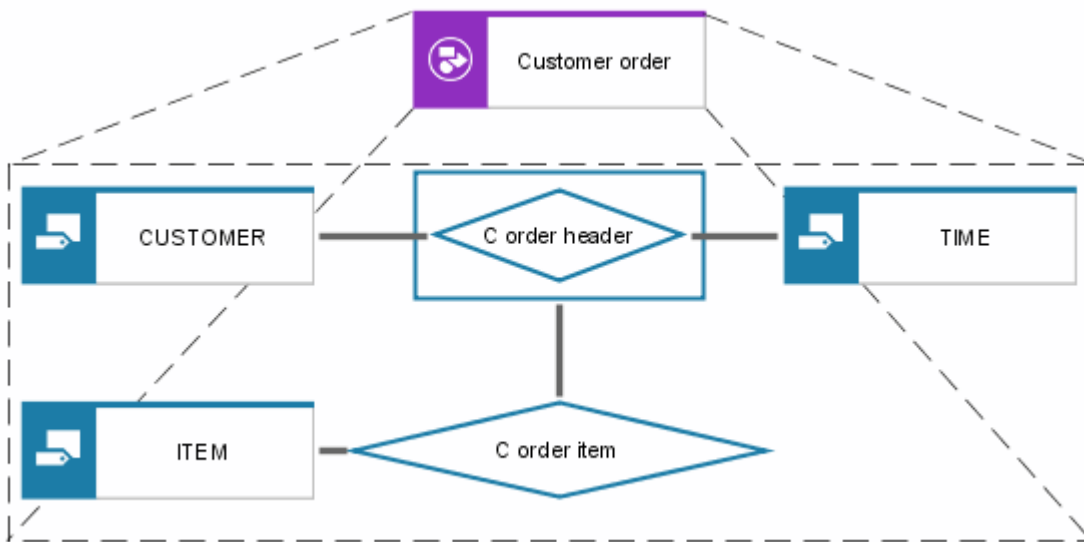 Customer order
CUSTOMER
C order header
TIME
ITEM
C order item